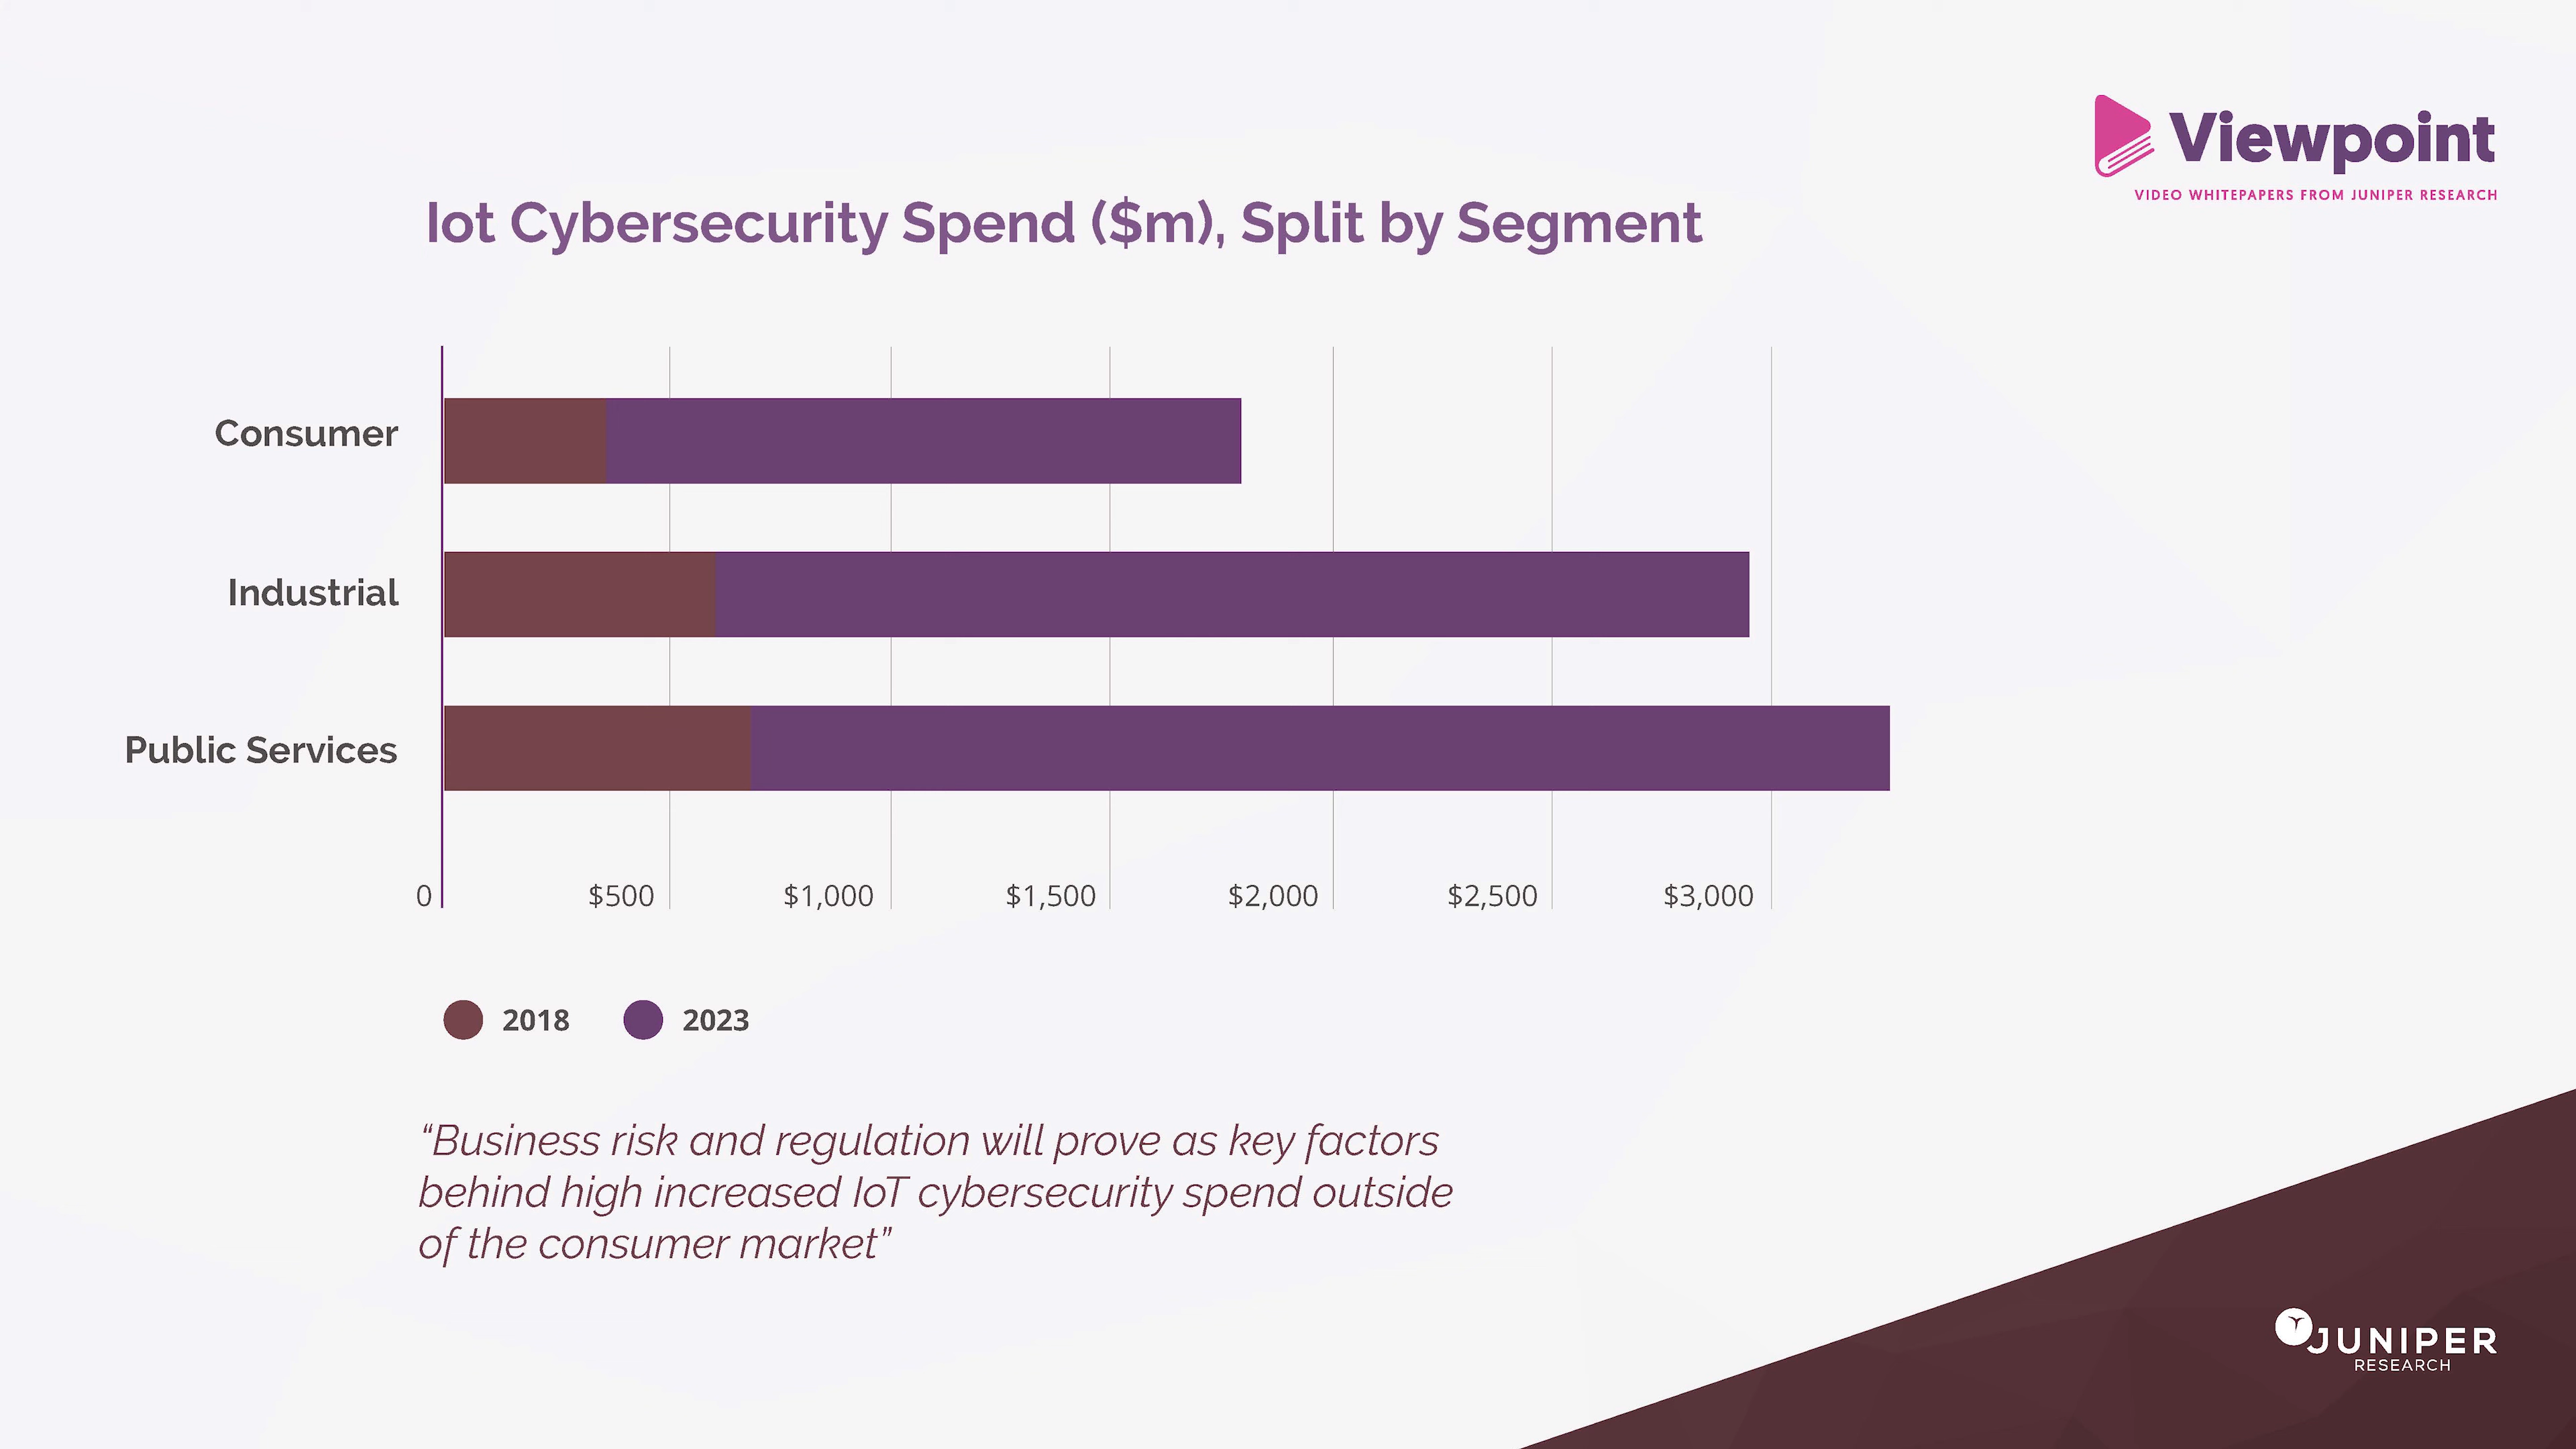 Viewpoint
VIDEO WHITEPAPERS FROM JUNIPER RESEARCH
Iot Cybersecurity Spend ($m), Split by Segment
Consumer
Industrial
Public Services
0 $500 $1,000 $1,500 $2,000 $2,500 $3,000
2018 2023
“Business risk and regulation will prove as key factors
behind high increased IoT cybersecurity spend outside
of the consumer market”
JUNIPER
RESEARCH